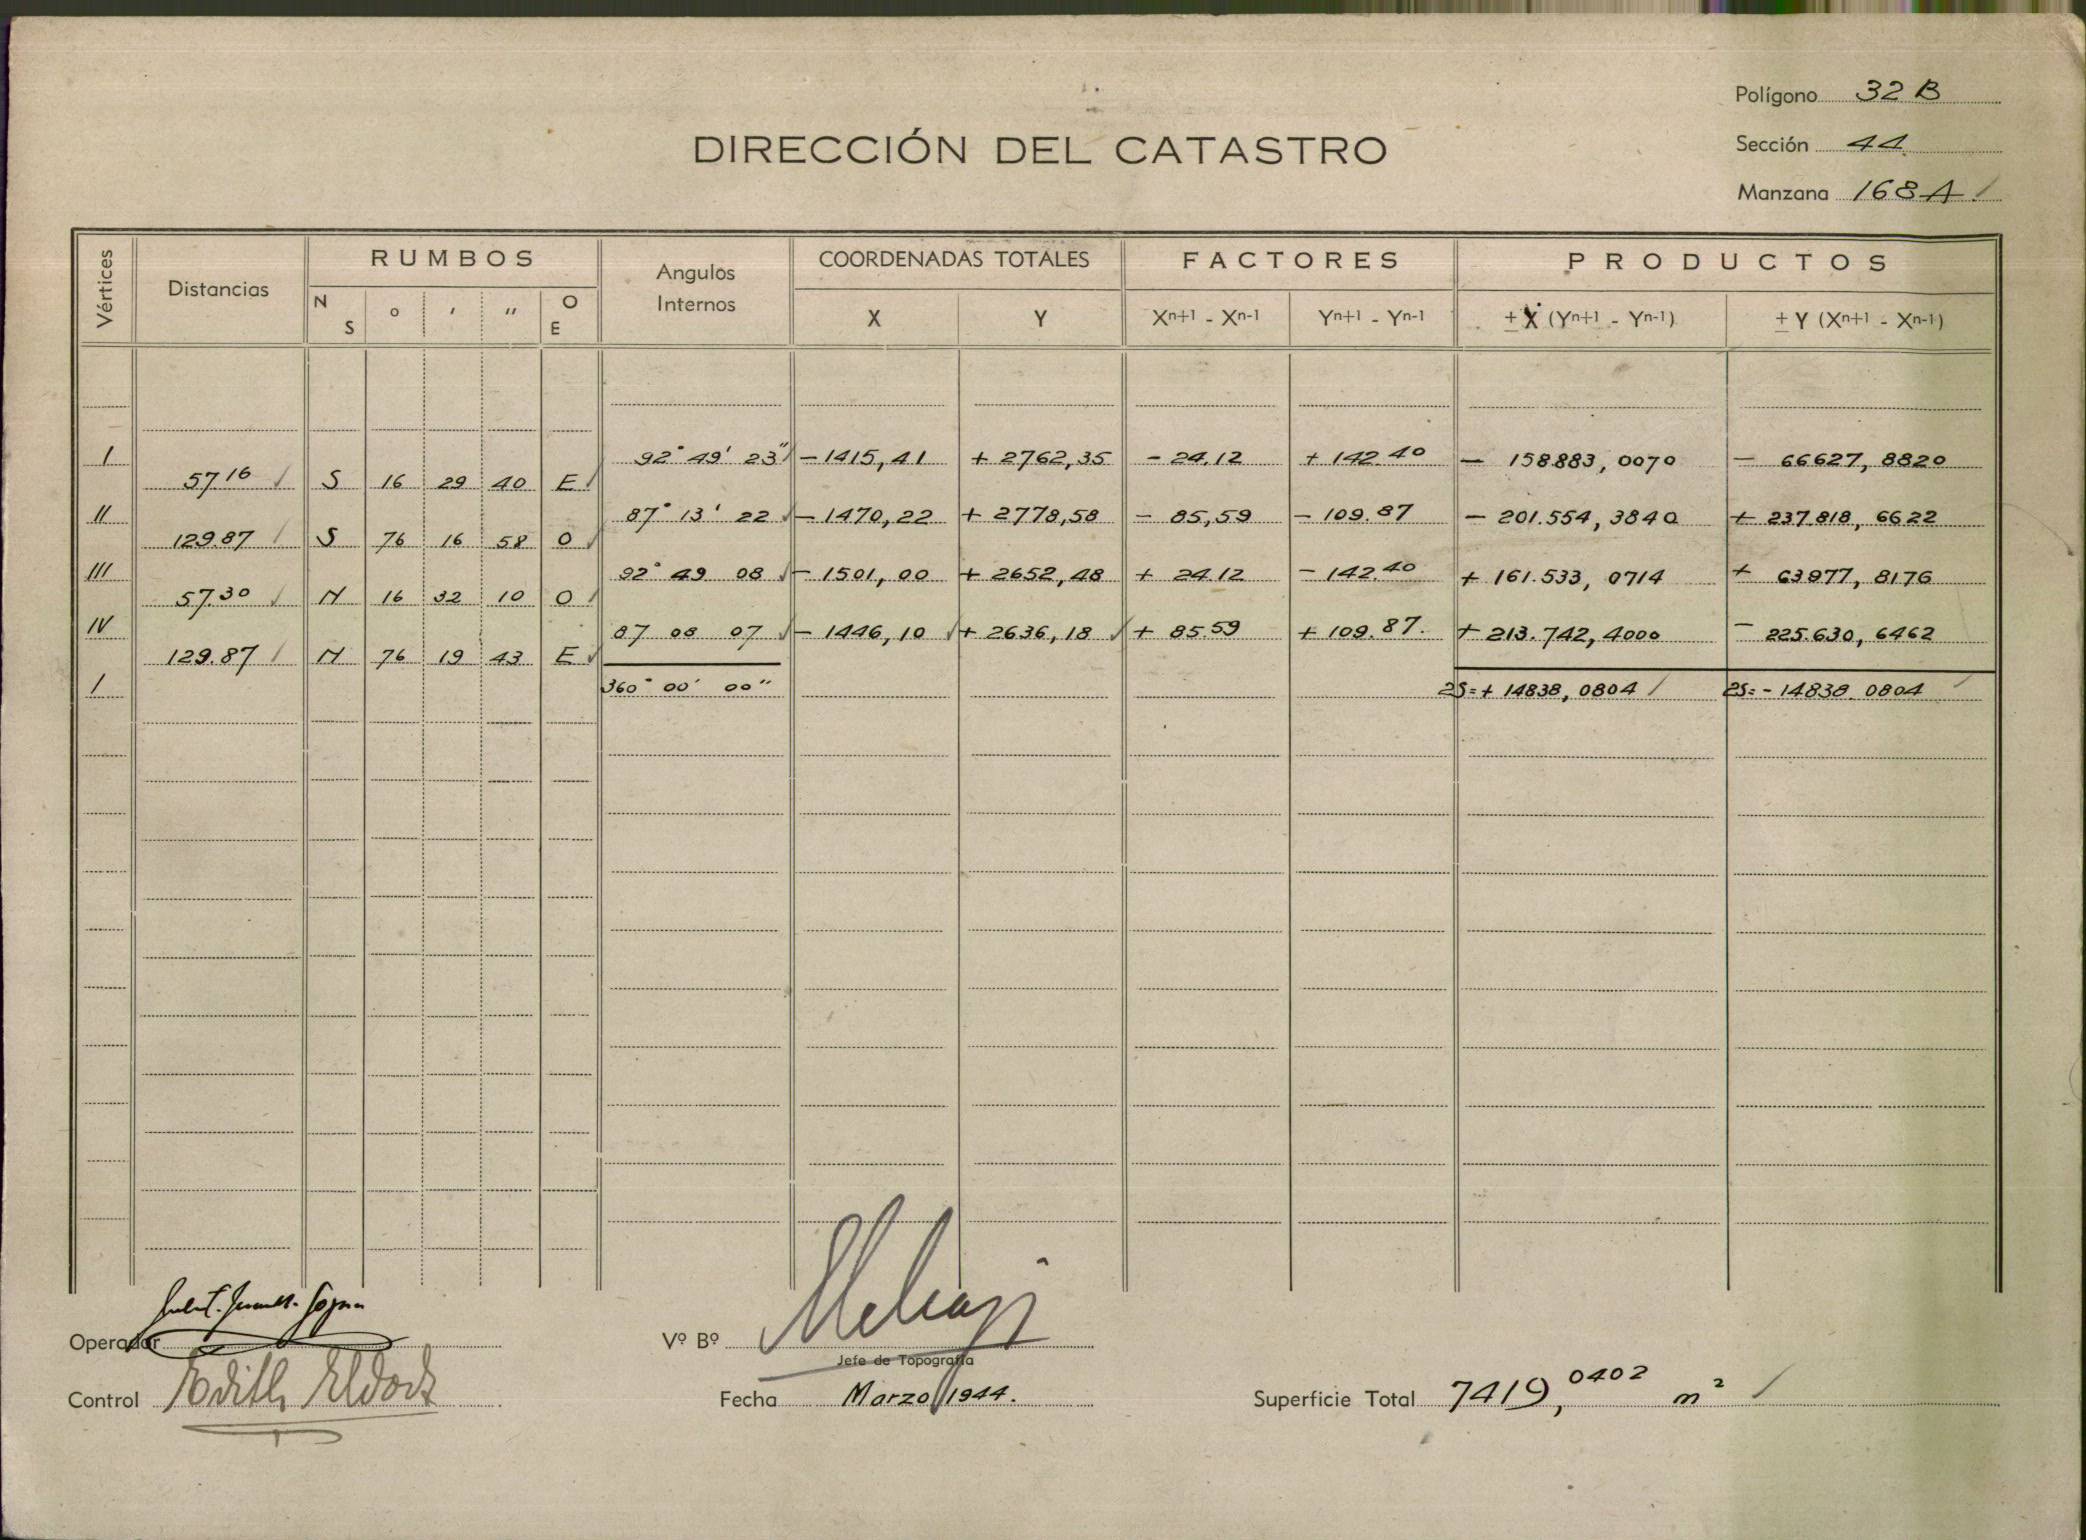 Polígono 32 B
DIRECCIÓN DEL CATASTRO
Sección 44
Manzana 168 A
Vértices Distancias RUMBOS Angulos Internos COORDENADAS TOTALES FACTORES PRODUCTOS
N S ° ' " O E X Y Xn+1 - Xn-1 Yn+1 - Yn-1 ± X (Yn+1 - Yn-1) ± Y (Xn+1 - Xn-1)
I 92° 49' 23" - 1415,41 + 2762,35 - 24.12 + 142.40 - 158883,0070 - 66627,8820
57.16 S 16 29 40 E
II 87° 13' 22 - 1470,22 + 2778,58 - 85,59 - 109.87 - 201.554,3840 + 237.818,6622
129.87 S 76 16 58 O
III 92° 49 08 - 1501,00 + 2652,48 + 24.12 - 142.40 + 161.533,0714 + 63977,8176
57.30 N 16 32 10 O
IV 87 08 07 - 1446,10 + 2636,18 + 85.59 + 109.87. + 213.742,4000 - 225.630,6462
129.87 N 76 19 43 E
I 360° 00' 00" 2S= + 14838,0804 2S= - 14838.0804
Operador
Vº Bº
Jefe de Topografía
Control Edith
Fecha Marzo 1944.
Superficie Total 7419,0402 m²